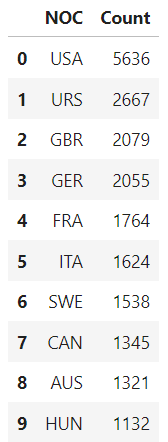 NOC Count
0 USA 5636
1 URS 2667
2 GBR 2079
3 GER 2055
4 FRA 1764
5 ITA 1624
6 SWE 1538
7 CAN 1345
8 AUS 1321
9 HUN 1132